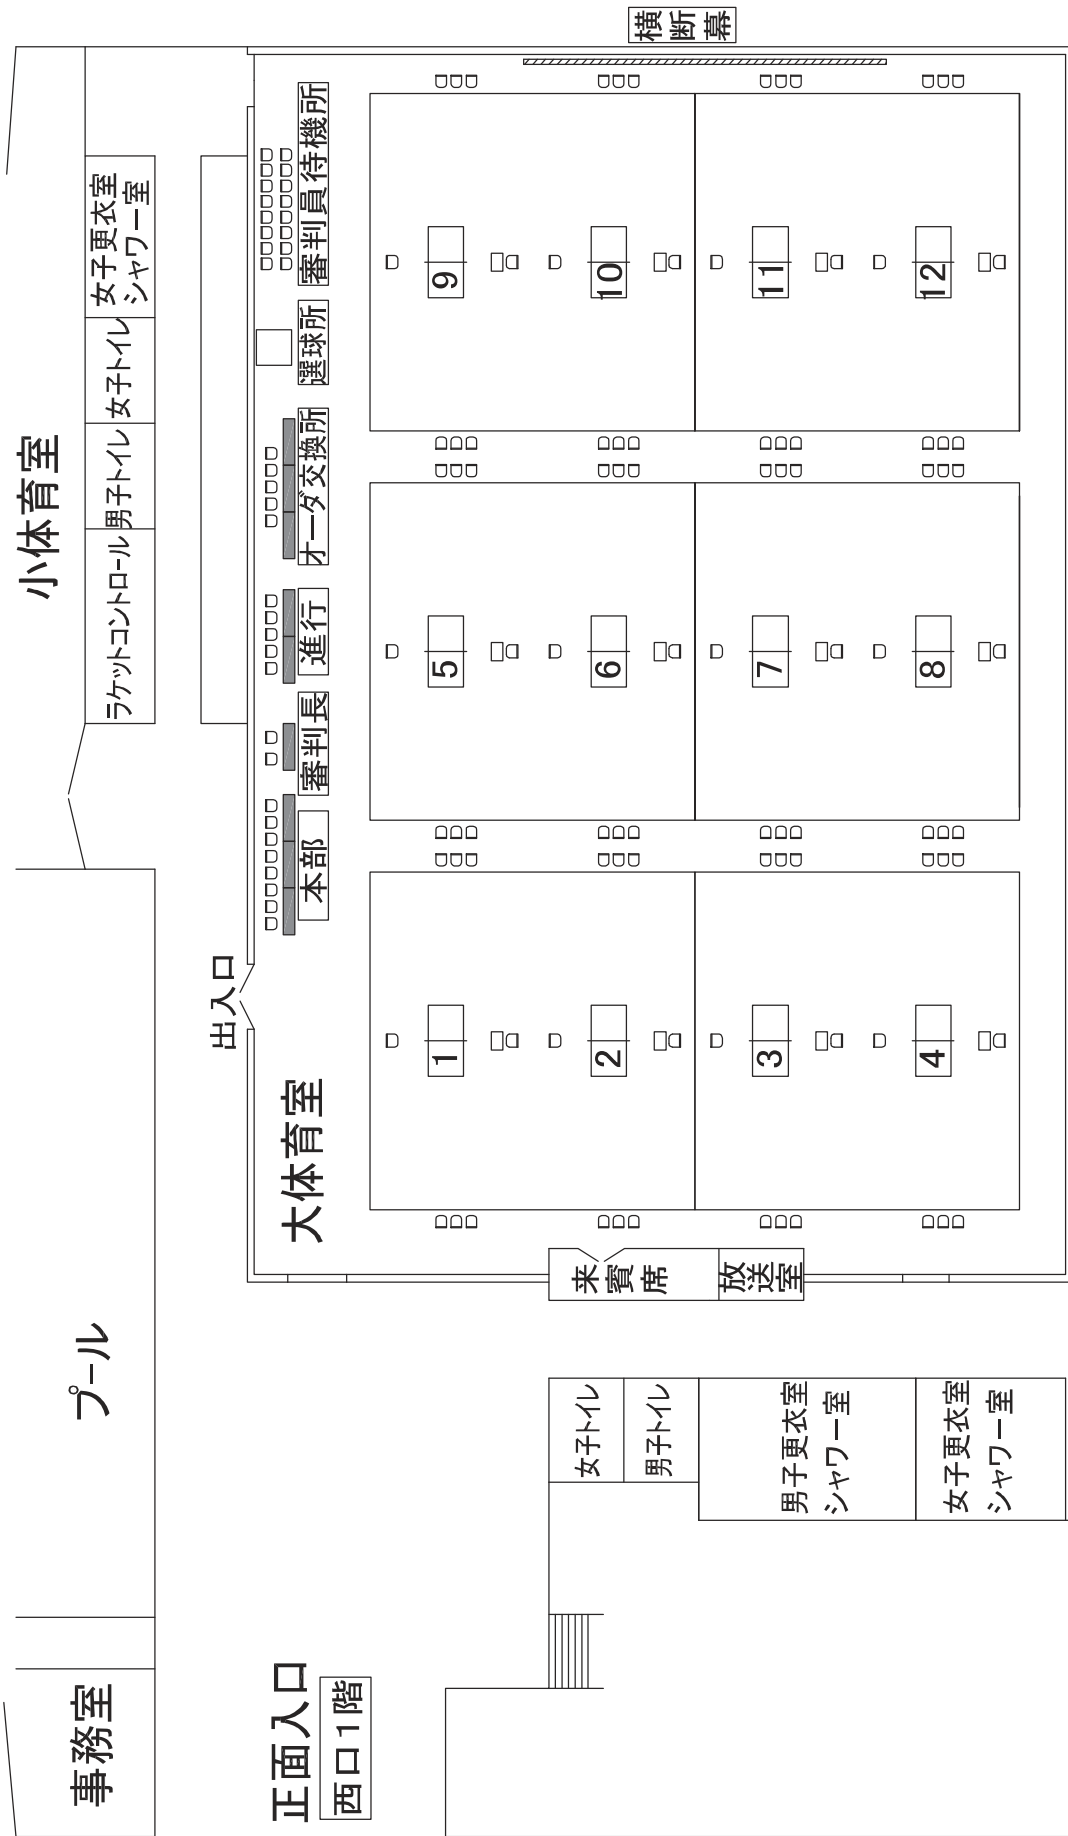 事務室
プール
小体育室
ラケットコントロール
男子トイレ
女子トイレ
女子更衣室
シャワー室
正面入口
西口1階
出入口
大体育室
本部
審判長
進行
オーダ交換所
選球所
審判員待機所
横断幕
1
5
9
2
6
10
3
7
11
4
8
12
来賓席
放送室
女子トイレ
男子トイレ
男子更衣室
シャワー室
女子更衣室
シャワー室